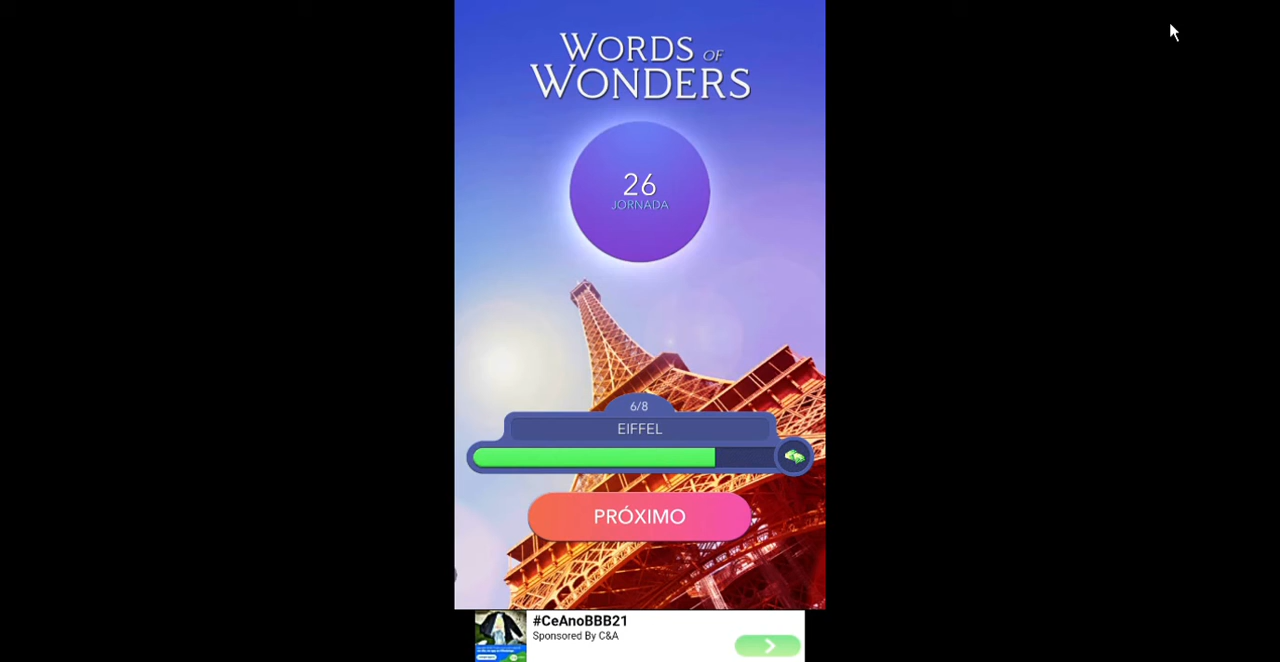 WORDS OF
WONDERS
26
JORNADA
6/8
EIFFEL
PRÓXIMO
#CeAnoBBB21
Sponsored By C&A